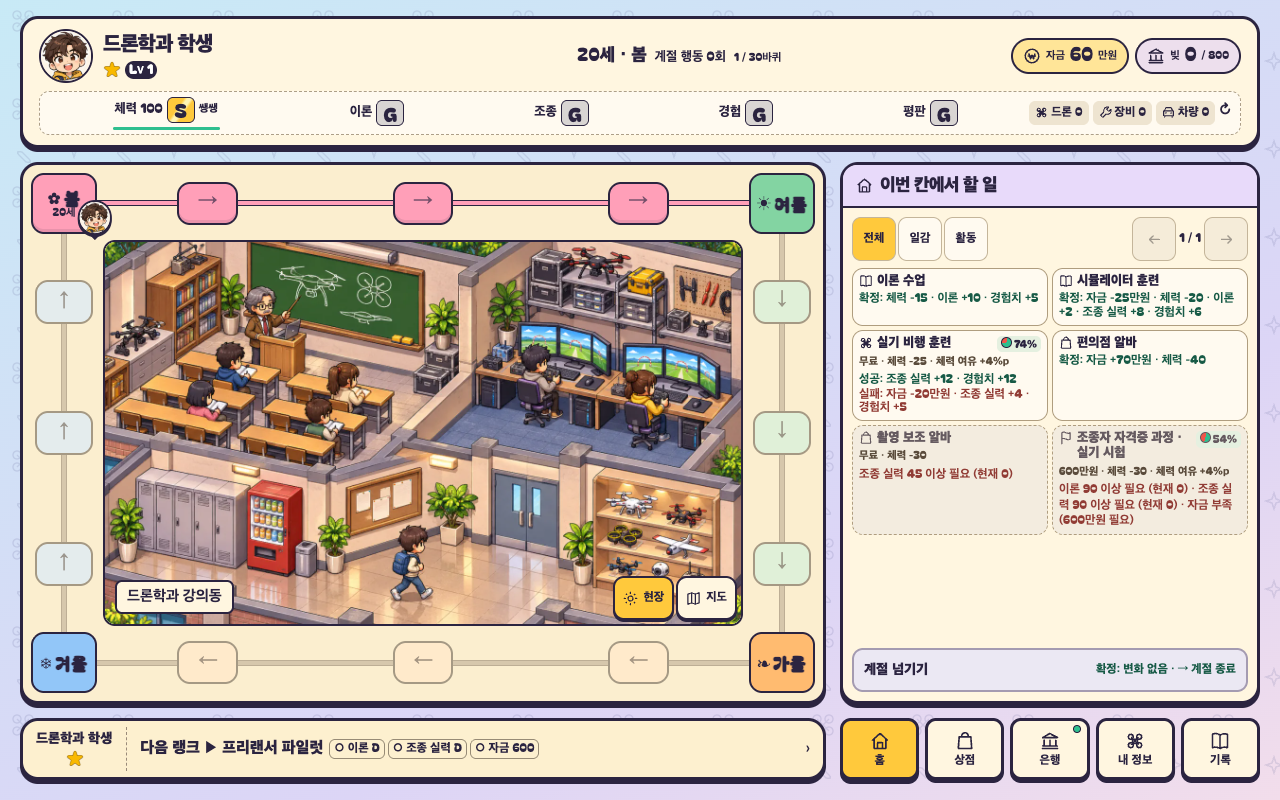 드론학과 학생
Lv 1
20세 · 봄 계절 행동 0회 1 / 30바퀴
자금 60 만원
빚 0 / 800
체력 100 S 쌩쌩
이론 G
조종 G
경험 G
평판 G
드론 0
장비 0
차량 0
봄
20세
→
→
→
여름
↑
↑
↑
↓
↓
↓
드론학과 강의동
현장
지도
겨울
←
←
←
가을
이번 칸에서 할 일
전체
일감
활동
← 1 / 1 →
이론 수업
확정: 체력 -15 · 이론 +10 · 경험치 +5
시뮬레이터 훈련
확정: 자금 -25만원 · 체력 -20 · 이론
+2 · 조종 실력 +8 · 경험치 +6
실기 비행 훈련 74%
무료 · 체력 -25 · 체력 여유 +4%p
성공: 조종 실력 +12 · 경험치 +12
실패: 자금 -20만원 · 조종 실력 +4 ·
경험치 +5
편의점 알바
확정: 자금 +70만원 · 체력 -40
촬영 보조 알바
무료 · 체력 -30
조종 실력 45 이상 필요 (현재 0)
조종자 자격증 과정 · 54%
실기 시험
600만원 · 체력 -30 · 체력 여유 +4%p
이론 90 이상 필요 (현재 0) · 조종 실
력 90 이상 필요 (현재 0) · 자금 부족
(600만원 필요)
계절 넘기기
확정: 변화 없음 · → 계절 종료
드론학과 학생
다음 랭크 ▶ 프리랜서 파일럿
이론 D
조종 실력 D
자금 600
›
홈
상점
은행
내 정보
기록